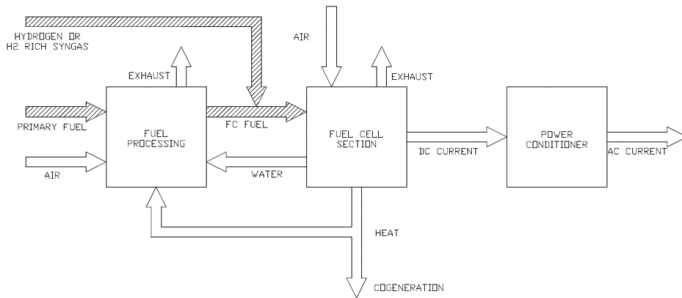 HYDROGEN OR
H2 RICH SYNGAS
AIR
EXHAUST
EXHAUST
PRIMARY FUEL
FUEL
PROCESSING
FC FUEL
FUEL CELL
SECTION
DC CURRENT
POWER
CONDITIONER
AC CURRENT
AIR
WATER
HEAT
COGENERATION